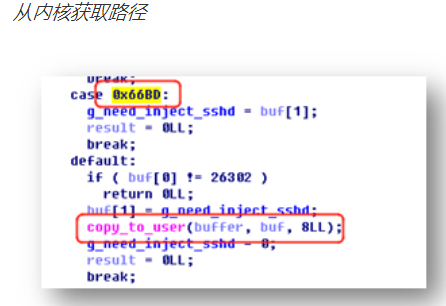 从内核获取路径
break;
case 0x66BD:
g_need_inject_sshd = buf[1];
result = 0LL;
break;
default:
if ( buf[0] != 26302 )
return 0LL;
buf[1] = g_need_inject_sshd;
copy_to_user(buffer, buf, 8LL);
g_need_inject_sshd = 0;
result = 0LL;
break;